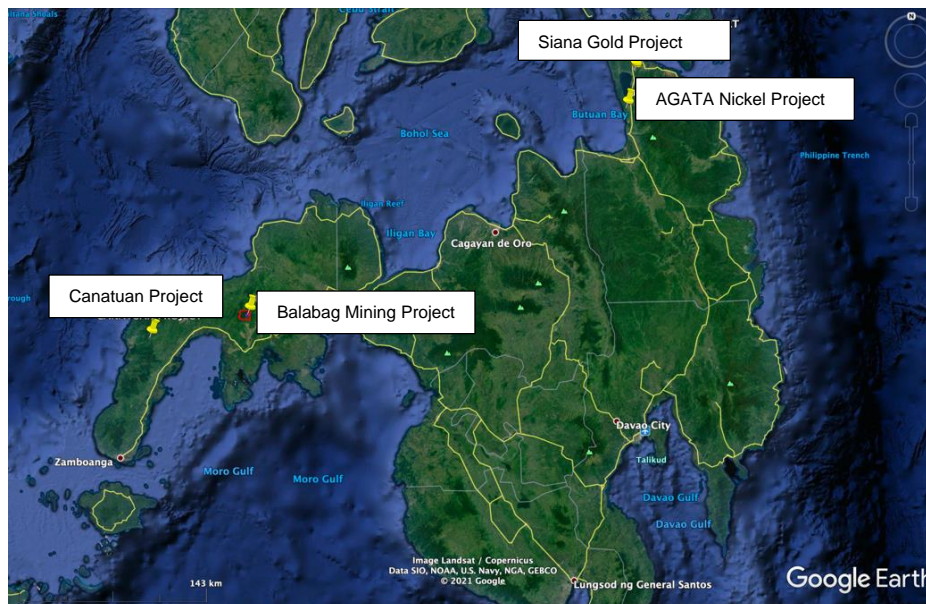 Siana Gold Project
AGATA Nickel Project
Butuan Bay
Bohol Sea
Philippine Trench
Iligan Reef
Iligan Bay
Cagayan de Oro
Canatuan Project
Balabag Mining Project
Davao City
Talikud
Zamboanga
Moro Gulf
Moro Gulf
Davao Gulf
Davao Gulf
Image Landsat / Copernicus
Data SIO, NOAA, U.S. Navy, NGA, GEBCO
© 2021 Google
143 km
Lungsod ng General Santos
Google Earth
N